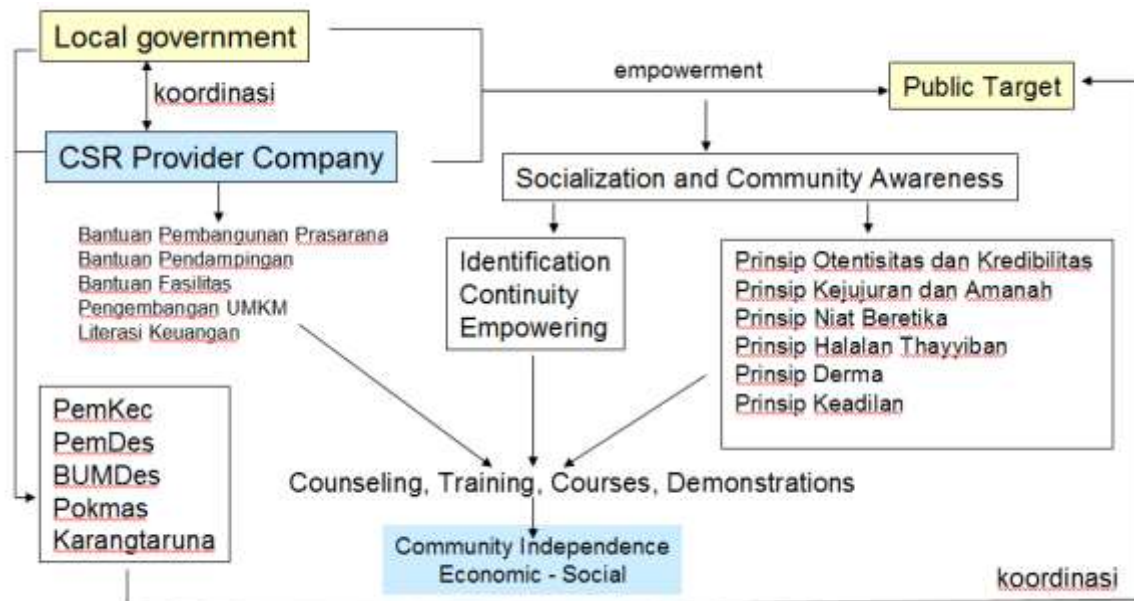 Local government
koordinasi
empowerment
Public Target
CSR Provider Company
Socialization and Community Awareness
Bantuan Pembangunan Prasarana
Bantuan Pendampingan
Bantuan Fasilitas
Pengembangan UMKM
Literasi Keuangan
Identification
Continuity
Empowering
Prinsip Otentisitas dan Kredibilitas
Prinsip Kejujuran dan Amanah
Prinsip Niat Beretika
Prinsip Halalan Thayyiban
Prinsip Derma
Prinsip Keadilan
PemKec
PemDes
BUMDes
Pokmas
Karangtaruna
Counseling, Training, Courses, Demonstrations
Community Independence
Economic - Social
koordinasi